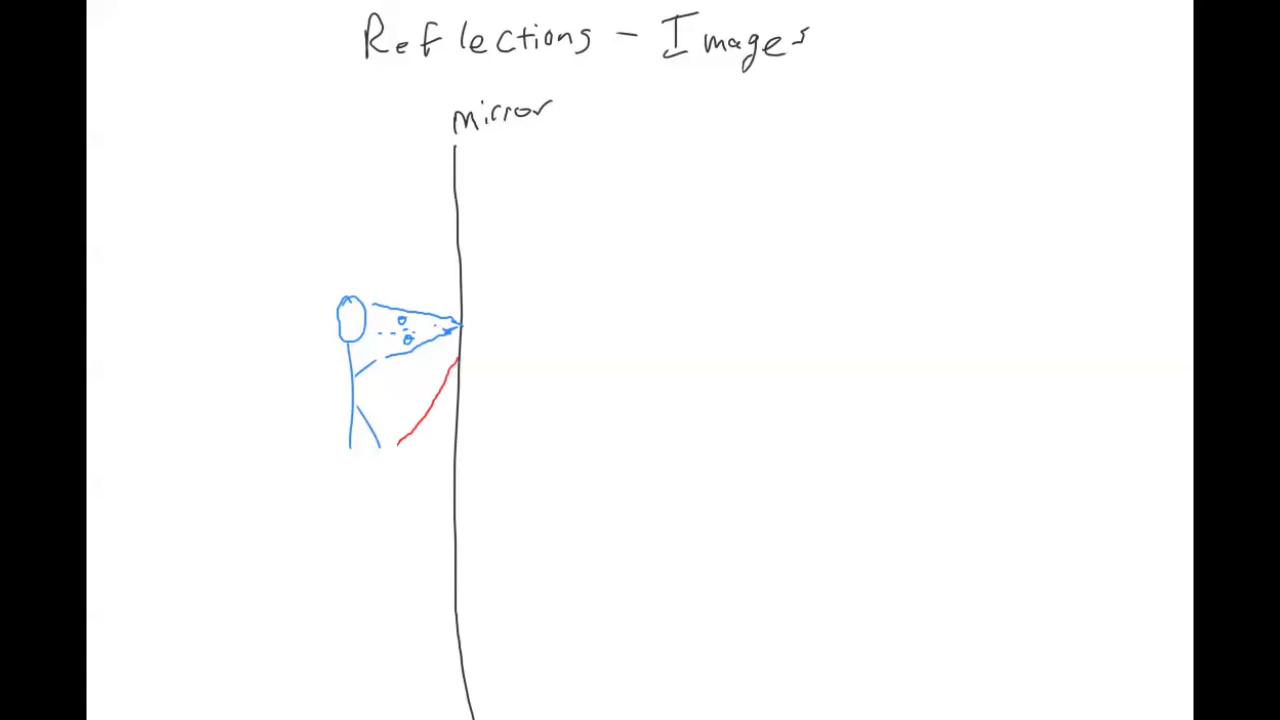 Reflections - Images
mirror
θ
θ